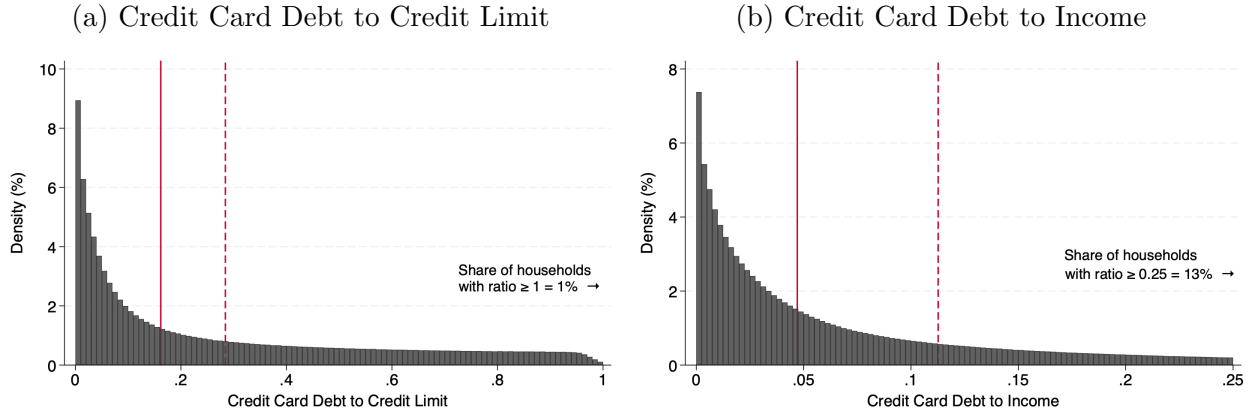 (a) Credit Card Debt to Credit Limit
10
8
6
4
2
0
Density (%)
Share of households
with ratio ≥ 1 = 1% →
0 .2 .4 .6 .8 1
Credit Card Debt to Credit Limit
(b) Credit Card Debt to Income
8
6
4
2
0
Density (%)
Share of households
with ratio ≥ 0.25 = 13% →
0 .05 .1 .15 .2 .25
Credit Card Debt to Income